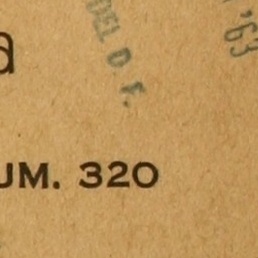 a
DEL D. F.
'63
UM. 320